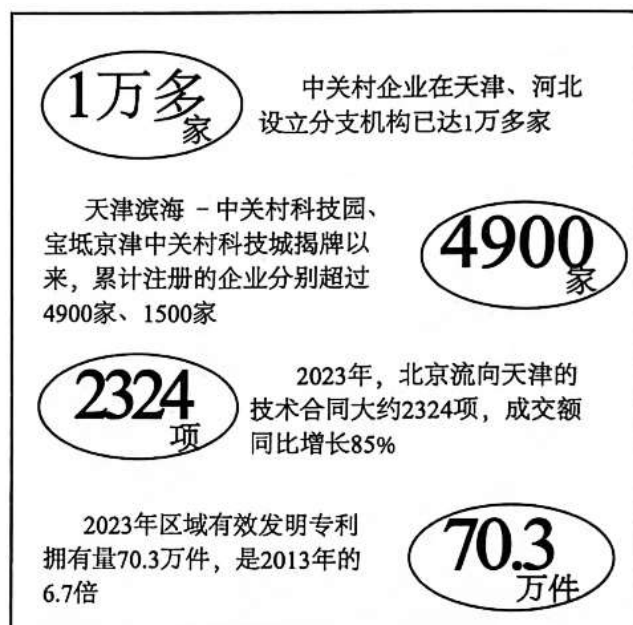 1万多
家
中关村企业在天津、河北
设立分支机构已达1万多家
天津滨海－中关村科技园、
宝坻京津中关村科技城揭牌以
来，累计注册的企业分别超过
4900家、1500家
4900
家
2324
项
2023年，北京流向天津的
技术合同大约2324项，成交额
同比增长85%
2023年区域有效发明专利
拥有量70.3万件，是2013年的
6.7倍
70.3
万件